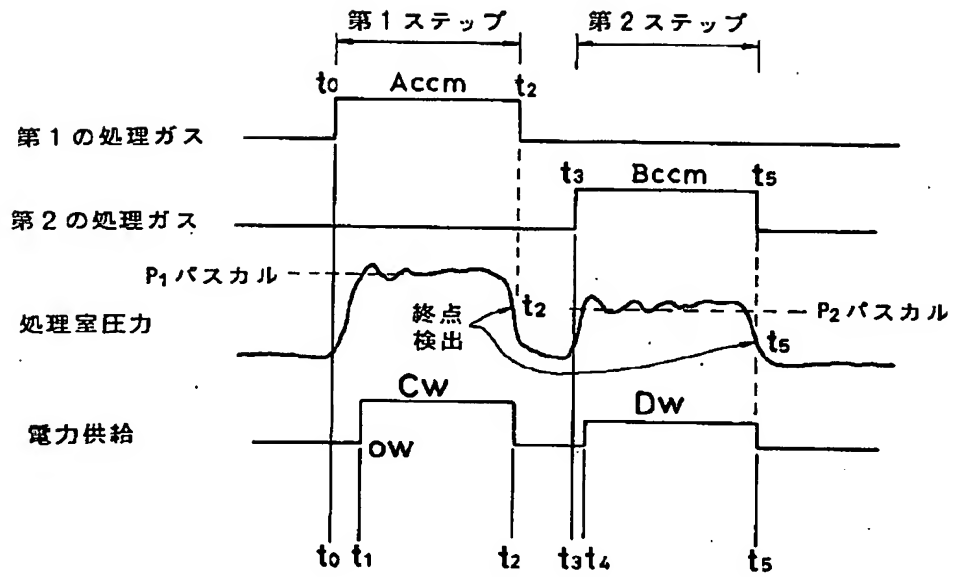 第1ステップ 第2ステップ
t0 Accm t2
第1の処理ガス
t3 Bccm t5
第2の処理ガス
P1パスカル
P2パスカル
処理室圧力
終点
検出
t2
t5
Cw
Dw
電力供給
ow
t0 t1 t2 t3 t4 t5